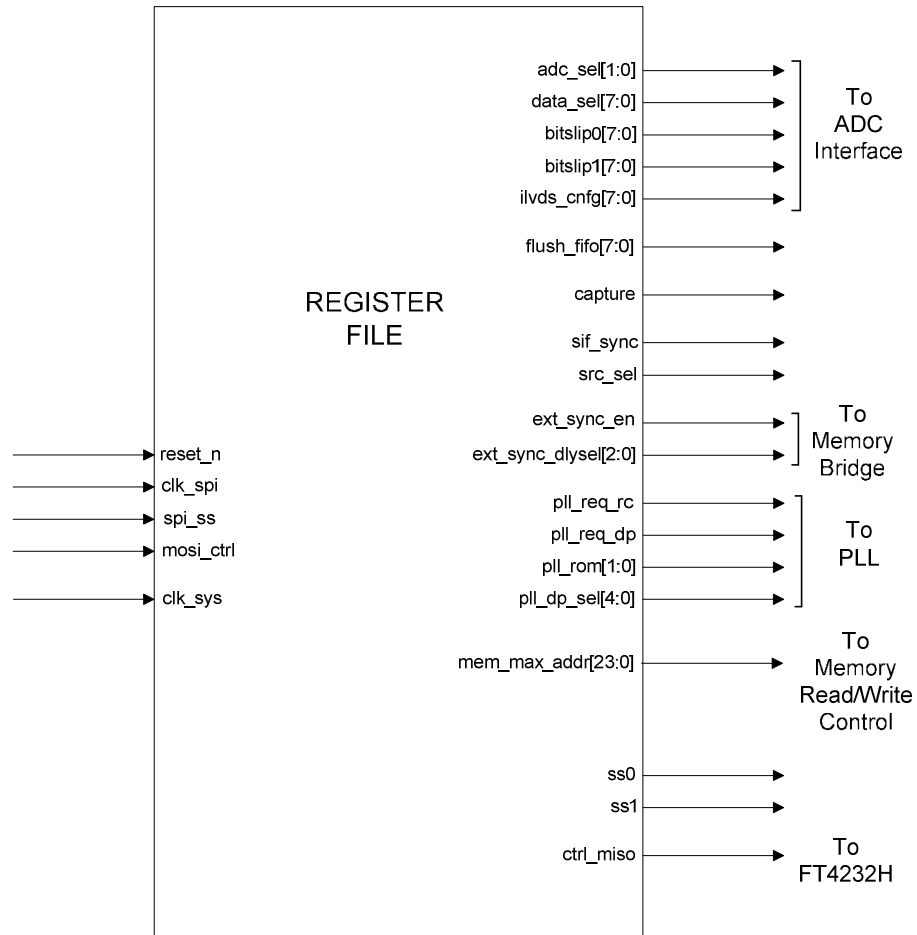 adc_sel[1:0]
data_sel[7:0]
bitslip0[7:0]
bitslip1[7:0]
ilvds_cnfg[7:0]
To
ADC
Interface
flush_fifo[7:0]
capture
REGISTER
FILE
sif_sync
src_sel
ext_sync_en
ext_sync_dlysel[2:0]
To
Memory
Bridge
reset_n
clk_spi
spi_ss
mosi_ctrl
clk_sys
pll_req_rc
pll_req_dp
pll_rom[1:0]
pll_dp_sel[4:0]
To
PLL
mem_max_addr[23:0]
To
Memory
Read/Write
Control
ss0
ss1
ctrl_miso
To
FT4232H